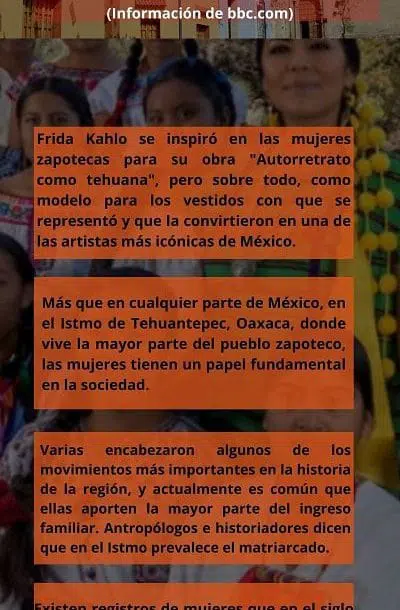 (Información de bbc.com)
Frida Kahlo se inspiró en las mujeres
zapotecas para su obra "Autorretrato
como tehuana", pero sobre todo, como
modelo para los vestidos con que se
representó y que la convirtieron en una de
las artistas más icónicas de México.
Más que en cualquier parte de México, en
el Istmo de Tehuantepec, Oaxaca, donde
vive la mayor parte del pueblo zapoteco,
las mujeres tienen un papel fundamental
en la sociedad.
Varias encabezaron algunos de los
movimientos más importantes en la historia
de la región, y actualmente es común que
ellas aporten la mayor parte del ingreso
familiar. Antropólogos e historiadores dicen
que en el Istmo prevalece el matriarcado.
Existen registros de mujeres que en el siglo